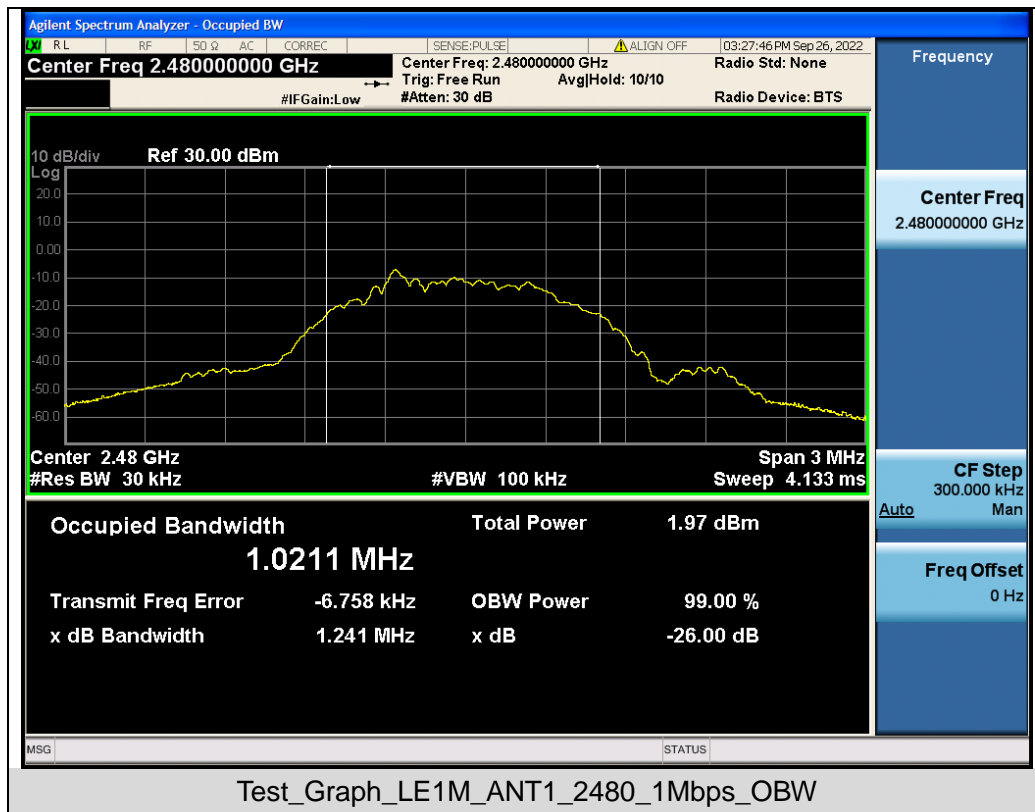 Agilent Spectrum Analyzer - Occupied BW
LXI RL RF 50 Ω AC CORREC SENSE:PULSE ALIGN OFF 03:27:46 PM Sep 26, 2022
Center Freq 2.480000000 GHz
Center Freq: 2.480000000 GHz
Radio Std: None
Trig: Free Run Avg|Hold: 10/10
#IFGain:Low
#Atten: 30 dB
Radio Device: BTS
10 dB/div Ref 30.00 dBm
Log
20.0
10.0
0.00
-10.0
-20.0
-30.0
-40.0
-50.0
-60.0
Center 2.48 GHz
Span 3 MHz
#Res BW 30 kHz
#VBW 100 kHz
Sweep 4.133 ms
Occupied Bandwidth
1.0211 MHz
Total Power 1.97 dBm
Transmit Freq Error -6.758 kHz
OBW Power 99.00 %
x dB Bandwidth 1.241 MHz
x dB -26.00 dB
Frequency
Center Freq
2.480000000 GHz
CF Step
300.000 kHz
Auto Man
Freq Offset
0 Hz
MSG
STATUS
Test_Graph_LE1M_ANT1_2480_1Mbps_OBW